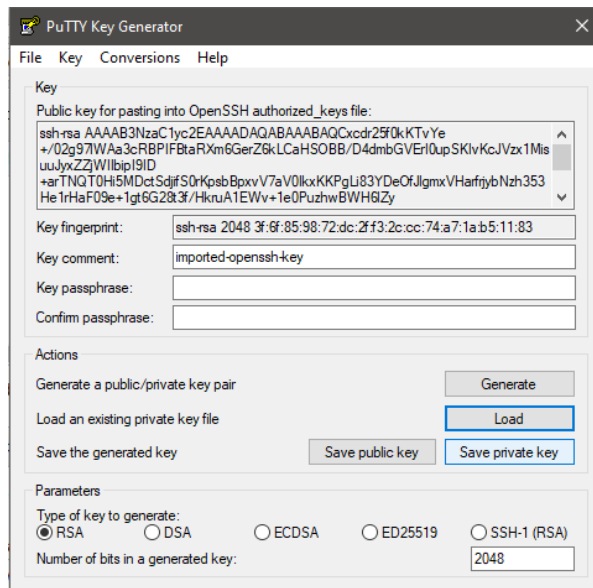 PuTTY Key Generator
File Key Conversions Help
Key
Public key for pasting into OpenSSH authorized_keys file:
ssh-rsa AAAAB3NzaC1yc2EAAAADAQABAAABAQCxcdr25f0kKTvYe
+/02g97lWAa3cRBPIFBtaRXm6GerZ6kLCaHSOBB/D4dmbGVErl0upSKlvKcJVzx1Mis
uuJyxZZjWIlbipI9ID
+arTNQT0Hi5MDctSdjifS0rKpsbBpxvV7aV0lkxKKPgLi83YDeOfJlgmxVHarfrjybNzh353
He1rHaF09e+1gt6G28t3f/HkruA1EWv+1e0PuzhwBWH6lZy
Key fingerprint: ssh-rsa 2048 3f:6f:85:98:72:dc:2f:f3:2c:cc:74:a7:1a:b5:11:83
Key comment: imported-openssh-key
Key passphrase:
Confirm passphrase:
Actions
Generate a public/private key pair Generate
Load an existing private key file Load
Save the generated key Save public key Save private key
Parameters
Type of key to generate:
RSA DSA ECDSA ED25519 SSH-1 (RSA)
Number of bits in a generated key: 2048